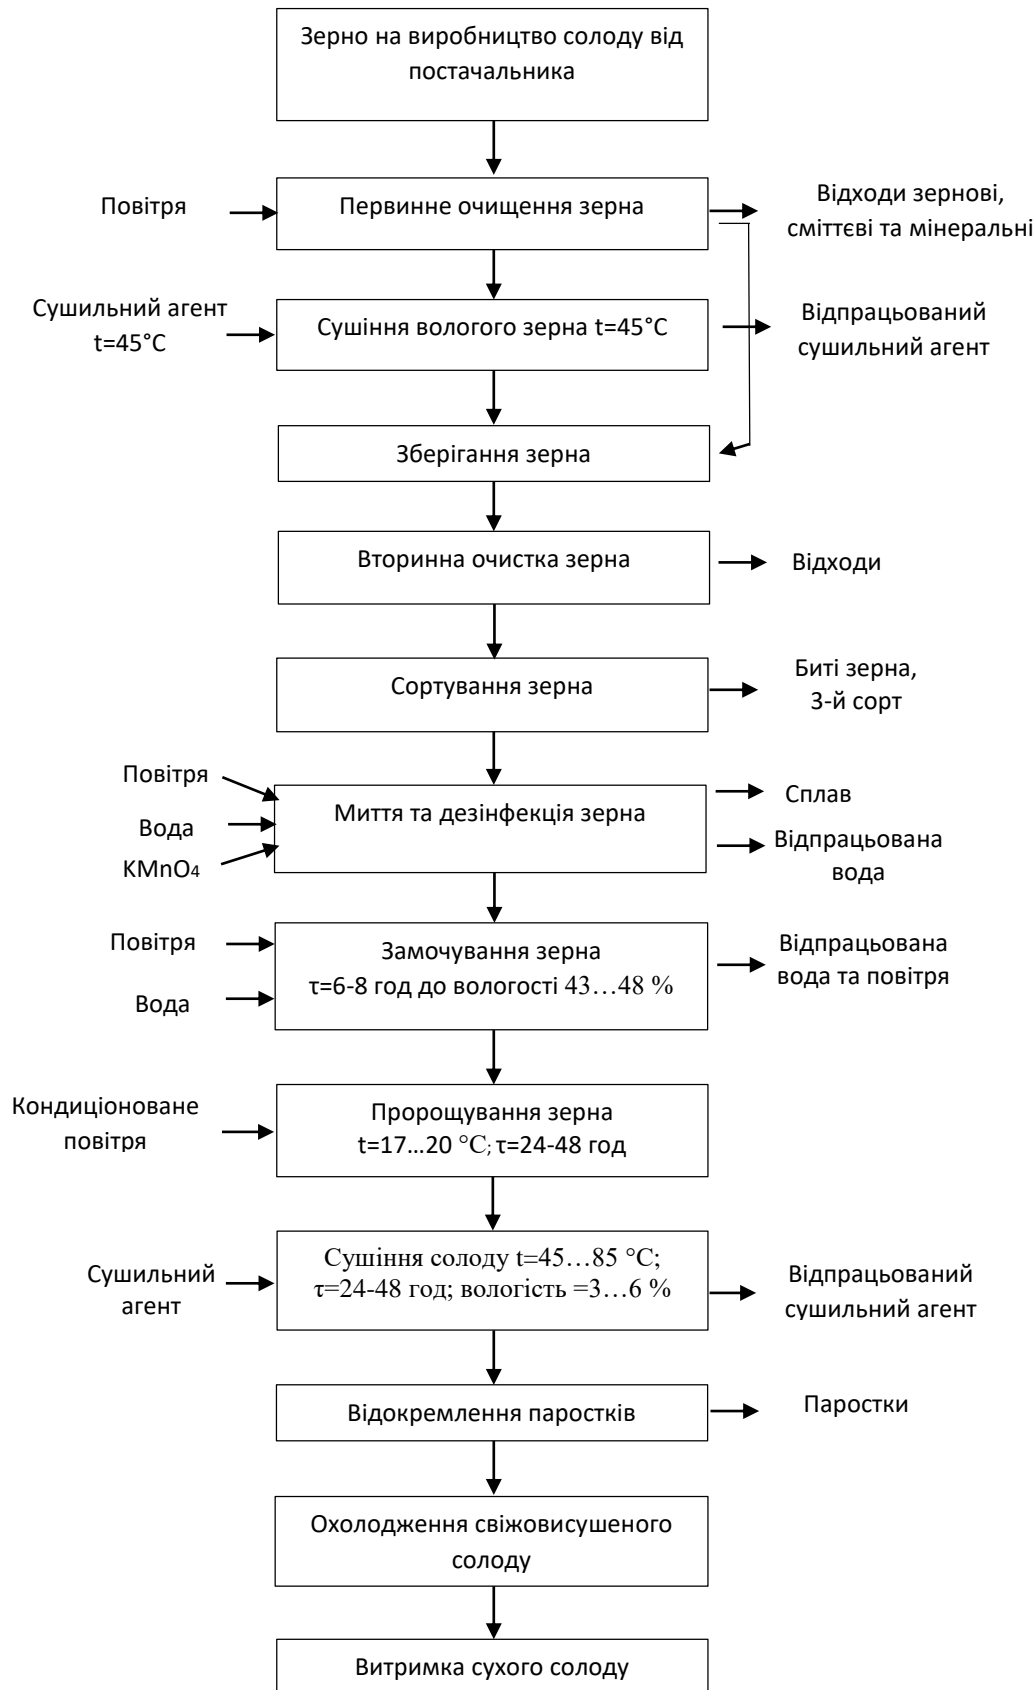 Зерно на виробництво солоду від
постачальника
Повітря
Первинне очищення зерна
Відходи зернові,
сміттєві та мінеральні
Сушильний агент
t=45°C
Сушіння вологого зерна t=45°C
Відпрацьований
сушильний агент
Зберігання зерна
Вторинна очистка зерна
Відходи
Сортування зерна
Биті зерна,
3-й сорт
Повітря
Вода
KMnO4
Миття та дезінфекція зерна
Сплав
Відпрацьована
вода
Повітря
Вода
Замочування зерна
τ=6-8 год до вологості 43…48 %
Відпрацьована
вода та повітря
Кондиціоноване
повітря
Пророщування зерна
t=17…20 °C; τ=24-48 год
Сушильний
агент
Сушіння солоду t=45…85 °C;
τ=24-48 год; вологість =3…6 %
Відпрацьований
сушильний агент
Відокремлення паростків
Паростки
Охолодження свіжовисушеного
солоду
Витримка сухого солоду